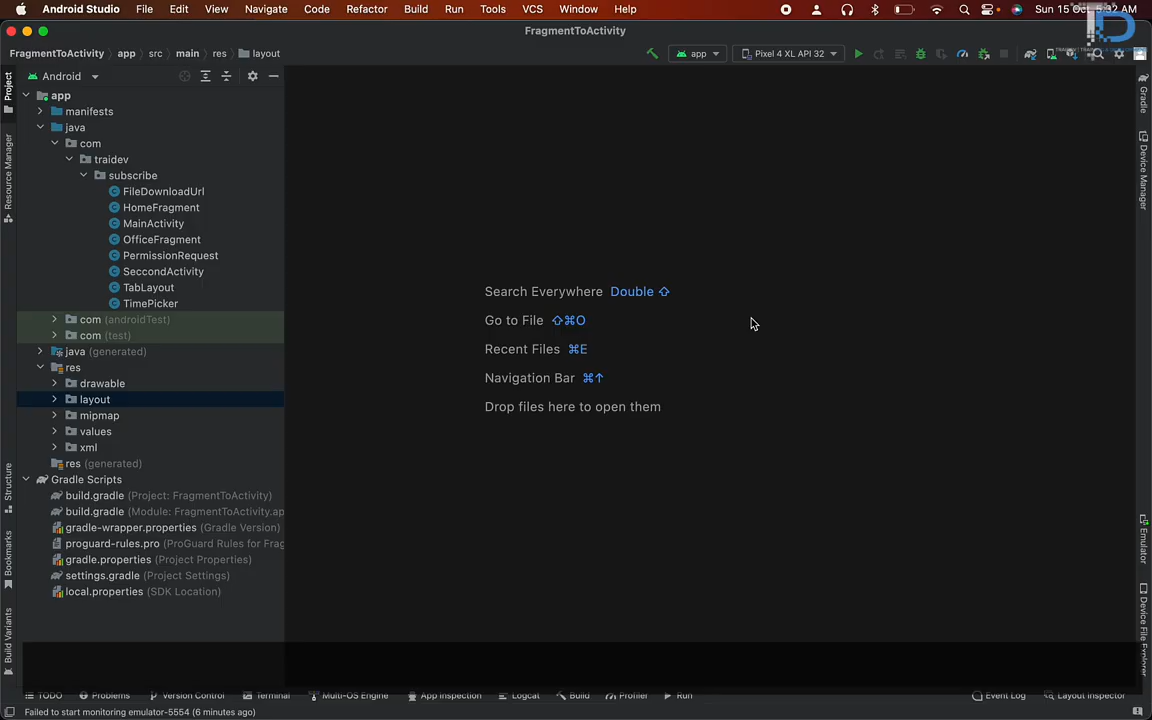 Android Studio File Edit View Navigate Code Refactor Build Run Tools VCS Window Help Sun 15 Oct 5:32 AM
FragmentToActivity
FragmentToActivity app src main res layout
app Pixel 4 XL API 32
Android
app
manifests
java
com
traidev
subscribe
FileDownloadUrl
HomeFragment
MainActivity
OfficeFragment
PermissionRequest
SeccondActivity
TabLayout
TimePicker
com (androidTest)
com (test)
java (generated)
res
drawable
layout
mipmap
values
xml
res (generated)
Gradle Scripts
build.gradle (Project: FragmentToActivity)
build.gradle (Module: FragmentToActivity.ap
gradle-wrapper.properties (Gradle Version)
proguard-rules.pro (ProGuard Rules for Frag
gradle.properties (Project Properties)
settings.gradle (Project Settings)
local.properties (SDK Location)
Project
Resource Manager
Structure
Bookmarks
Build Variants
Search Everywhere Double ⇧
Go to File ⇧⌘O
Recent Files ⌘E
Navigation Bar ⌘↑
Drop files here to open them
Gradle
Device Manager
Emulator
Device File Explorer
TODO Problems Version Control Terminal Multi-OS Engine App Inspection Logcat Build Profiler Run Event Log Layout Inspector
Failed to start monitoring emulator-5554 (6 minutes ago)